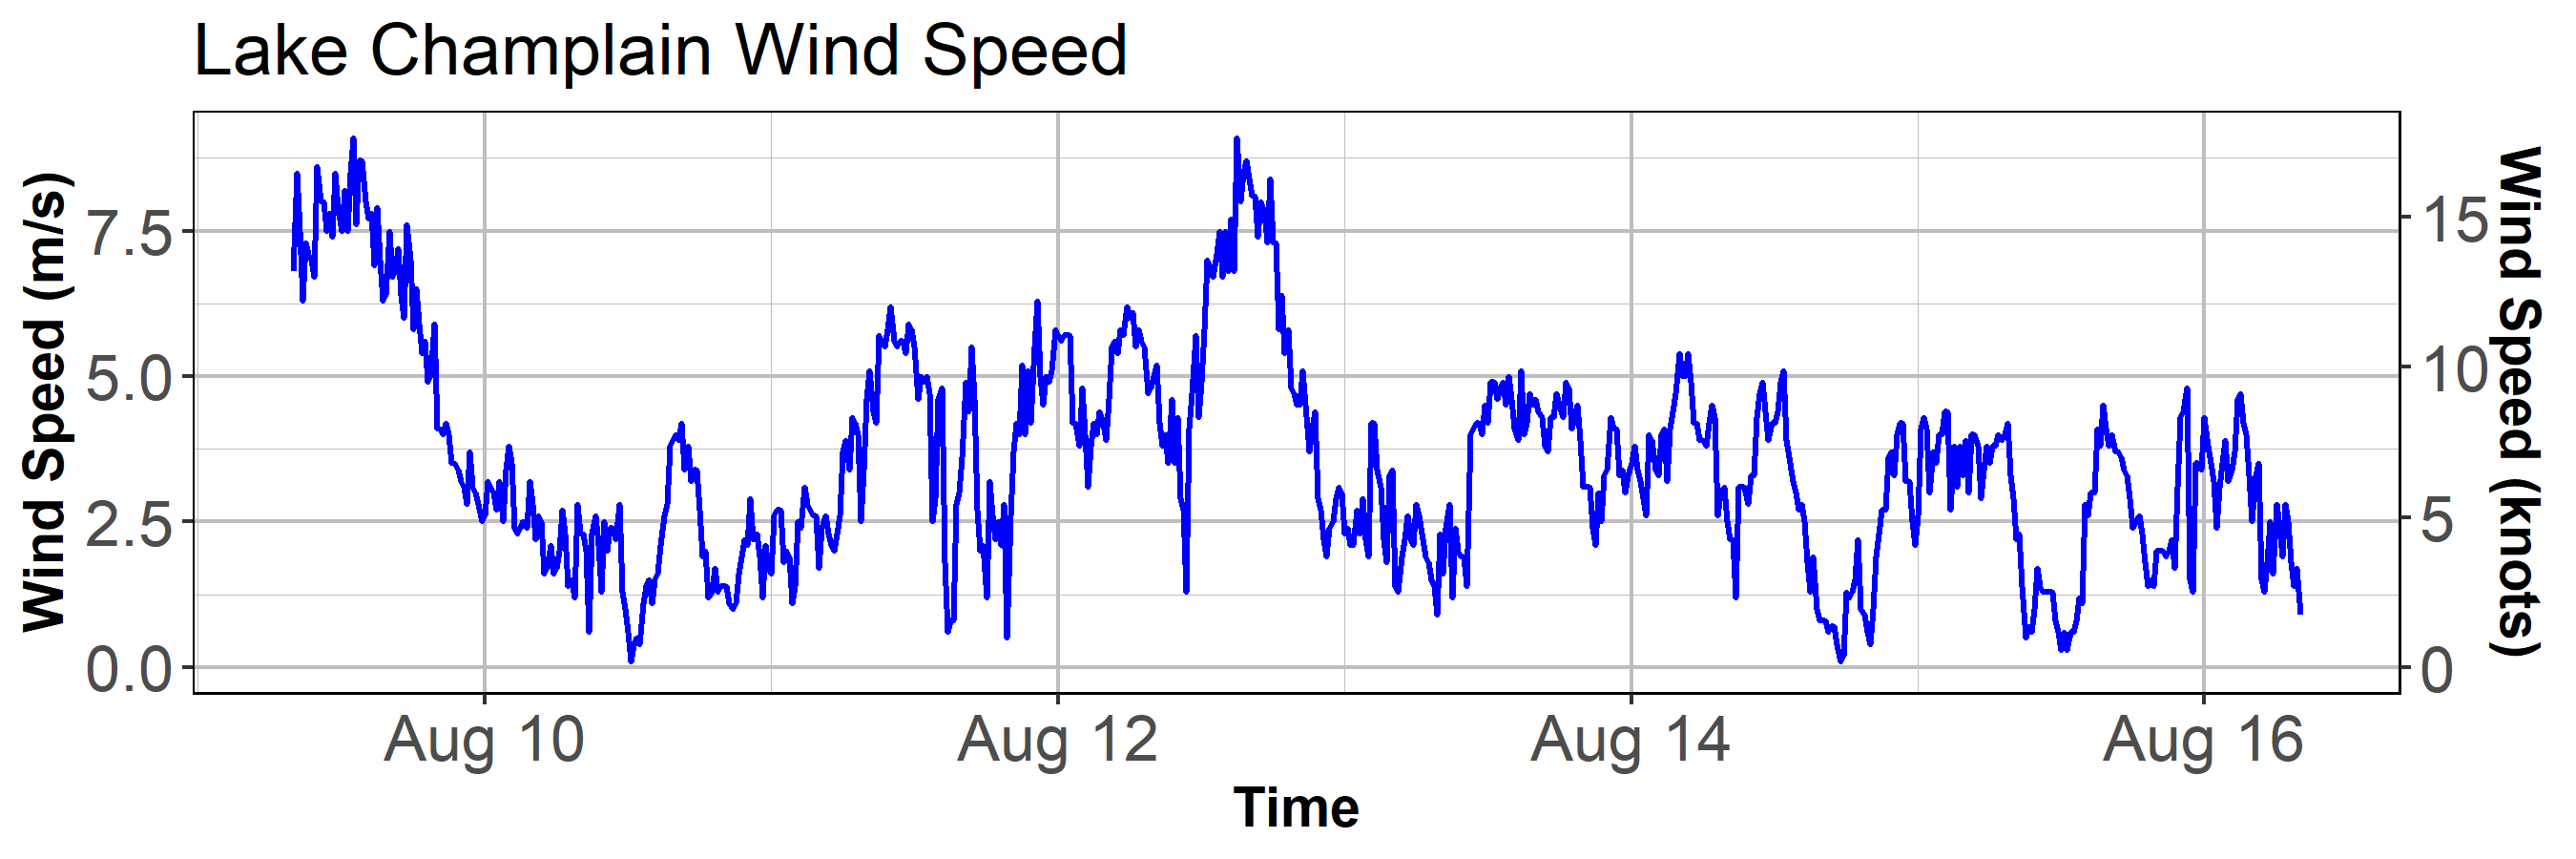 Lake Champlain Wind Speed
Wind Speed (m/s)
7.5
5.0
2.5
0.0
15
10
5
0
Wind Speed (knots)
Aug 10
Aug 12
Aug 14
Aug 16
Time